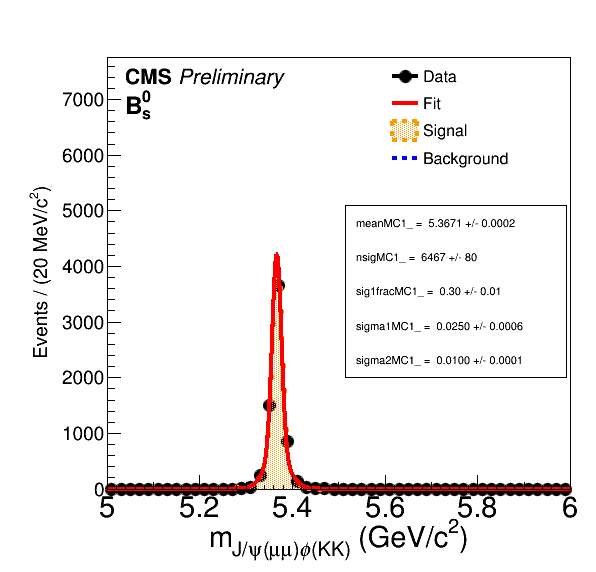 CMS Preliminary
B⁰ₛ
Data
Fit
Signal
Background
meanMC1_ = 5.3671 +/- 0.0002
nsigMC1_ = 6467 +/- 80
sig1fracMC1_ = 0.30 +/- 0.01
sigma1MC1_ = 0.0250 +/- 0.0006
sigma2MC1_ = 0.0100 +/- 0.0001
Events / (20 MeV/c²)
7000
6000
5000
4000
3000
2000
1000
0
5 5.2 5.4 5.6 5.8 6
m_J/ψ(μμ)ϕ(KK) (GeV/c²)